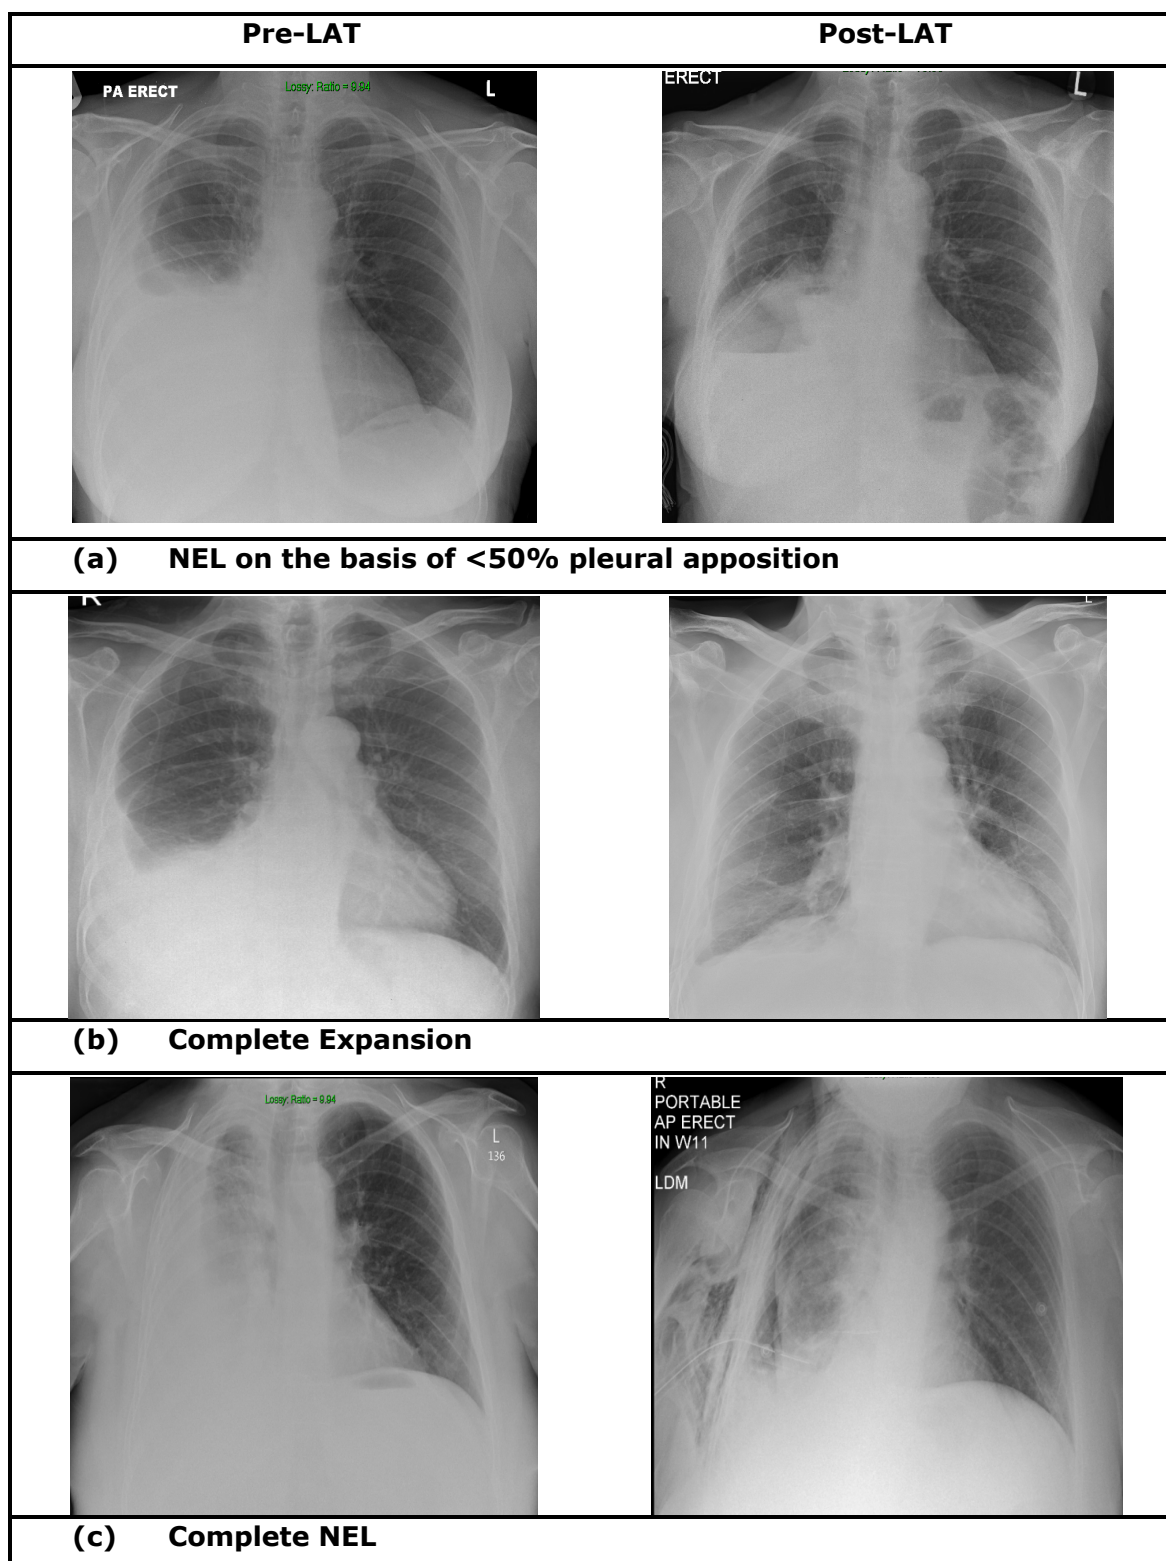 Pre-LAT
Post-LAT
PA ERECT
Lossy: Ratio = 9.94
L
ERECT
L
(a) NEL on the basis of <50% pleural apposition
R
L
(b) Complete Expansion
Lossy: Ratio = 9.94
L
136
R
PORTABLE
AP ERECT
IN W11
LDM
(c) Complete NEL